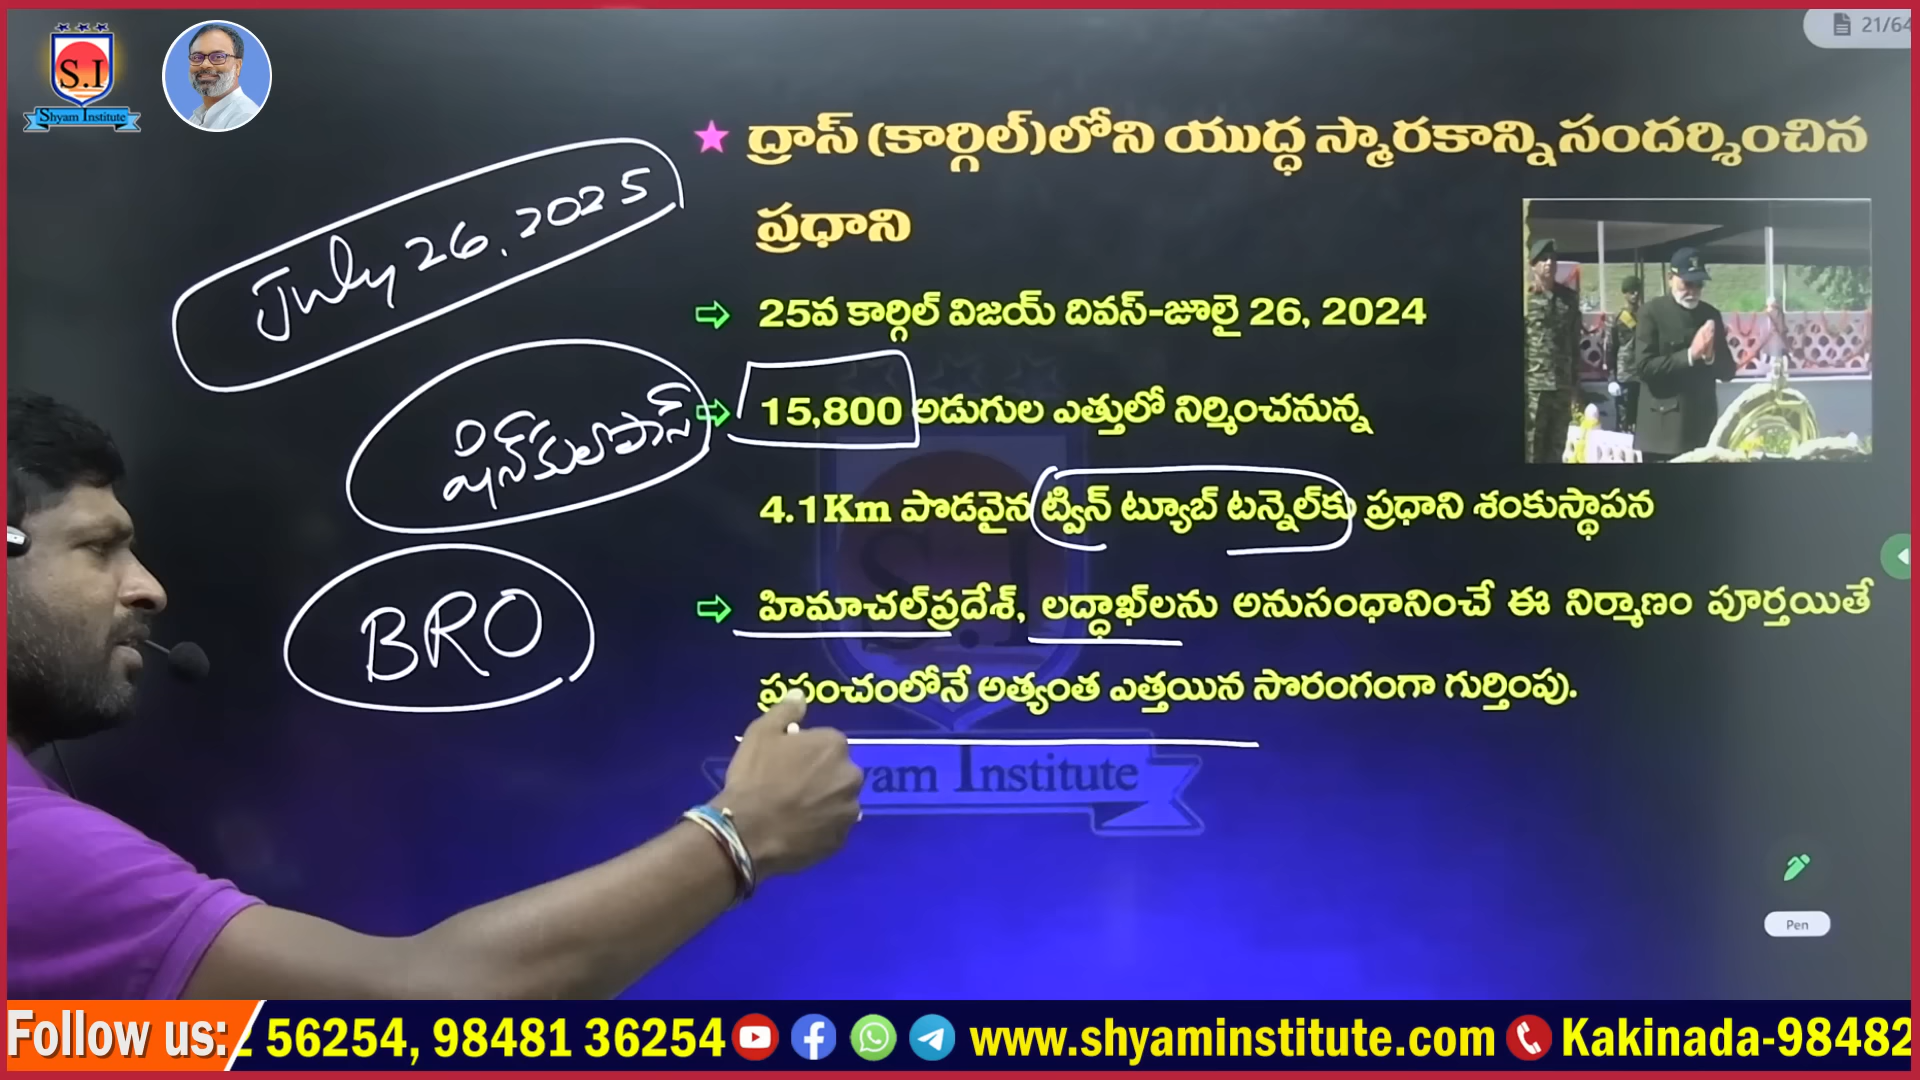 21/64
S.I
Shyam Institute
★ ద్రాస్ (కార్గిల్)లోని యుద్ధ స్మారకాన్ని సందర్శించిన
ప్రధాని
July 26, 2025
⇨ 25వ కార్గిల్ విజయ్ దివస్-జూలై 26, 2024
షిన్‌కులాపాస్
⇨ 15,800 అడుగుల ఎత్తులో నిర్మించనున్న
4.1Km పొడవైన ట్విన్ ట్యూబ్ టన్నెల్‌కు ప్రధాని శంకుస్థాపన
BRO
⇨ హిమాచల్‌ప్రదేశ్, లద్దాఖ్‌లను అనుసంధానించే ఈ నిర్మాణం పూర్తయితే
ప్రపంచంలోనే అత్యంత ఎత్తయిన సొరంగంగా గుర్తింపు.
yam Institute
Pen
Follow us: 56254, 98481 36254 www.shyaminstitute.com Kakinada-98482